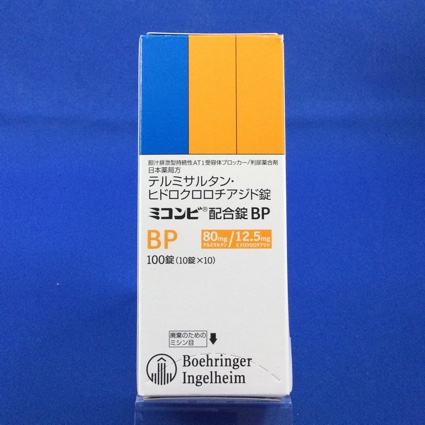 胆汁排泄型持続性AT1受容体ブロッカー/利尿薬合剤
日本薬局方
テルミサルタン・
ヒドロクロロチアジド錠
ミコンビ®配合錠BP
BP 80mg/12.5mg
テルミサルタン ヒドロクロロチアジド
100錠(10錠×10)
廃棄のための
ミシン目
Boehringer
Ingelheim